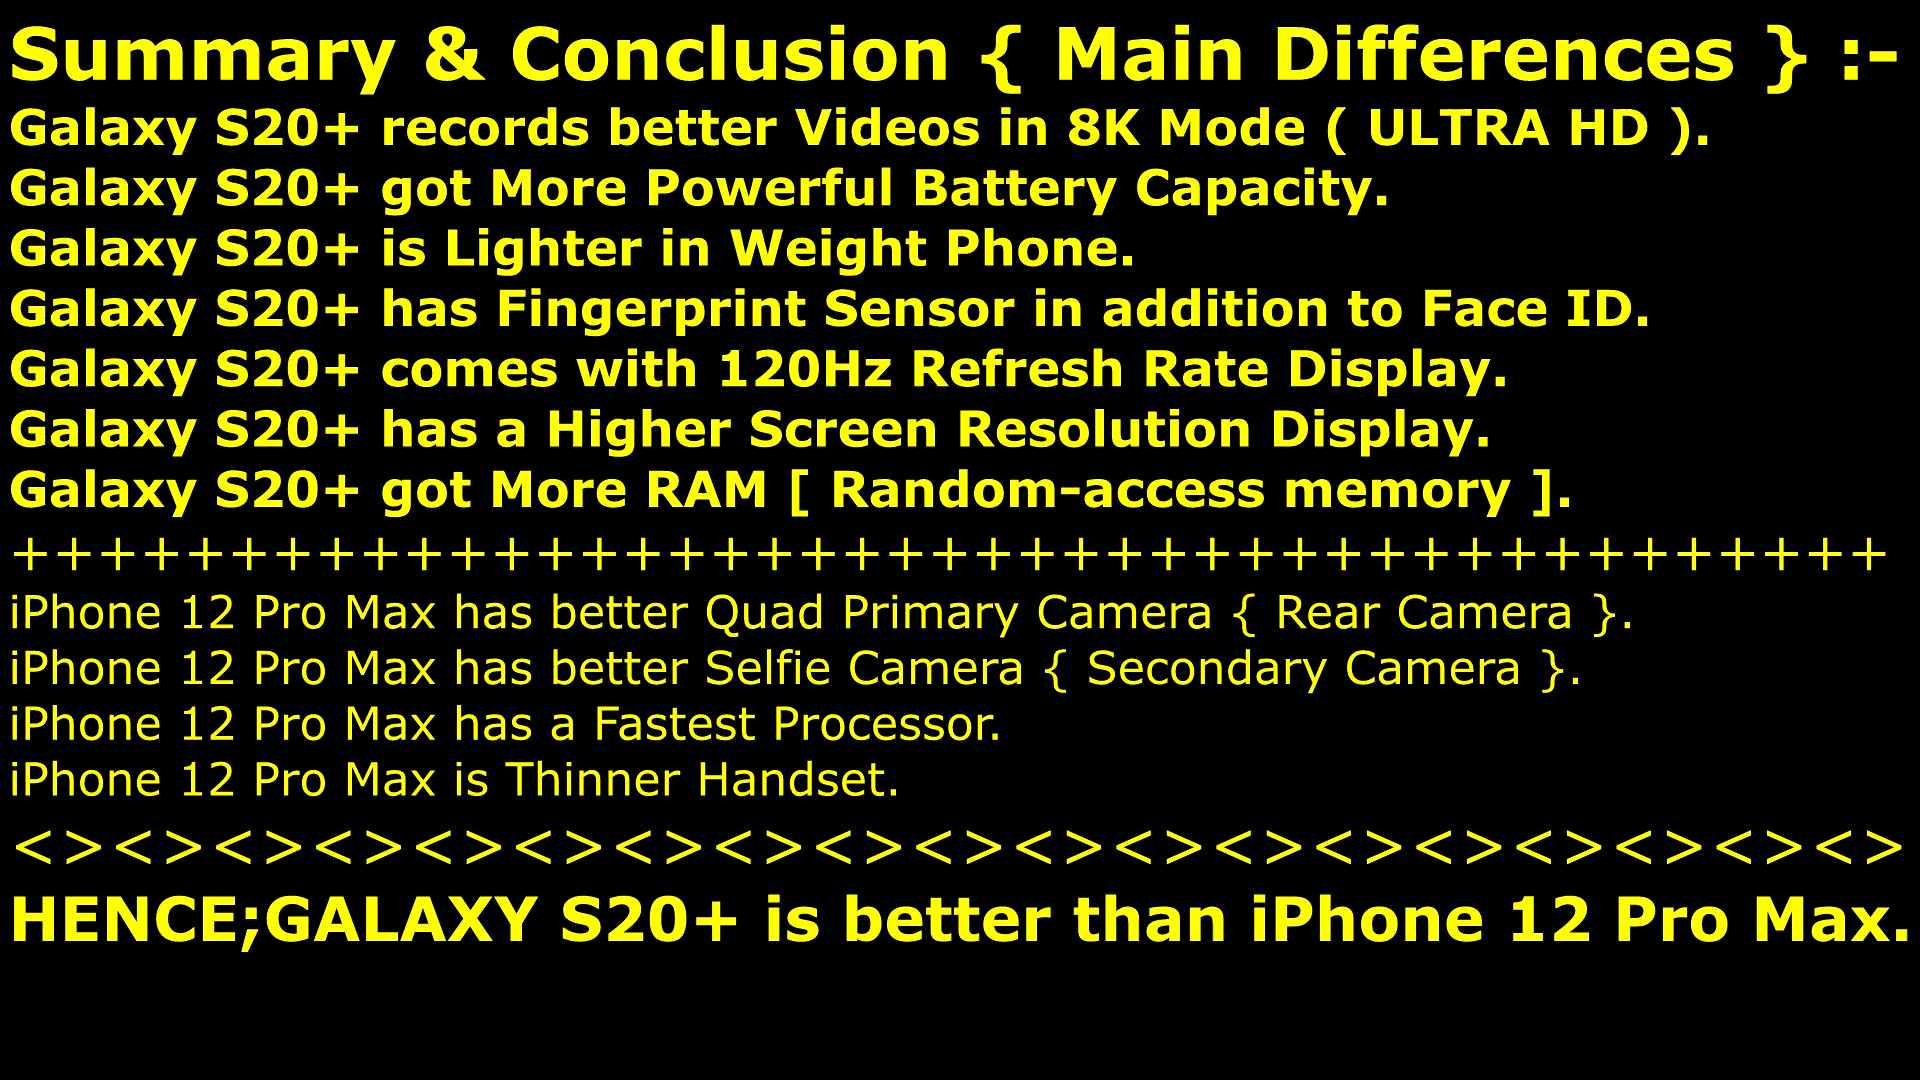 Summary & Conclusion { Main Differences } :-
Galaxy S20+ records better Videos in 8K Mode ( ULTRA HD ).
Galaxy S20+ got More Powerful Battery Capacity.
Galaxy S20+ is Lighter in Weight Phone.
Galaxy S20+ has Fingerprint Sensor in addition to Face ID.
Galaxy S20+ comes with 120Hz Refresh Rate Display.
Galaxy S20+ has a Higher Screen Resolution Display.
Galaxy S20+ got More RAM [ Random-access memory ].
+++++++++++++++++++++++++++++++++++++++++++
iPhone 12 Pro Max has better Quad Primary Camera { Rear Camera }.
iPhone 12 Pro Max has better Selfie Camera { Secondary Camera }.
iPhone 12 Pro Max has a Fastest Processor.
iPhone 12 Pro Max is Thinner Handset.
<><><><><><><><><><><><><><><><><><><>
HENCE;GALAXY S20+ is better than iPhone 12 Pro Max.